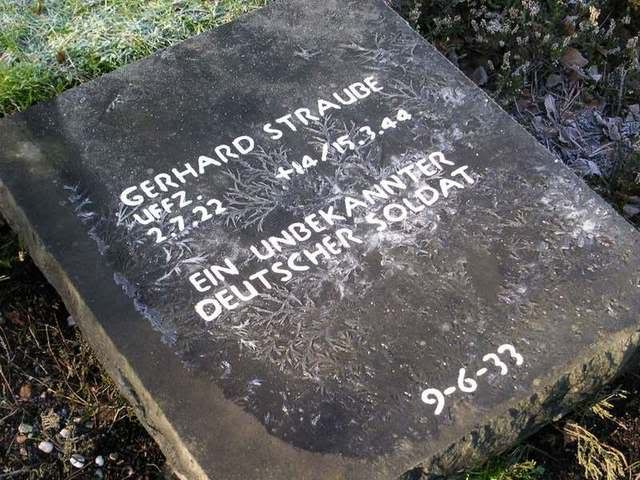 GERHARD STRAUBE
UFFZ.
2.7.22 +14/15.3.44
EIN UNBEKANNTER
DEUTSCHER SOLDAT
9-6-33